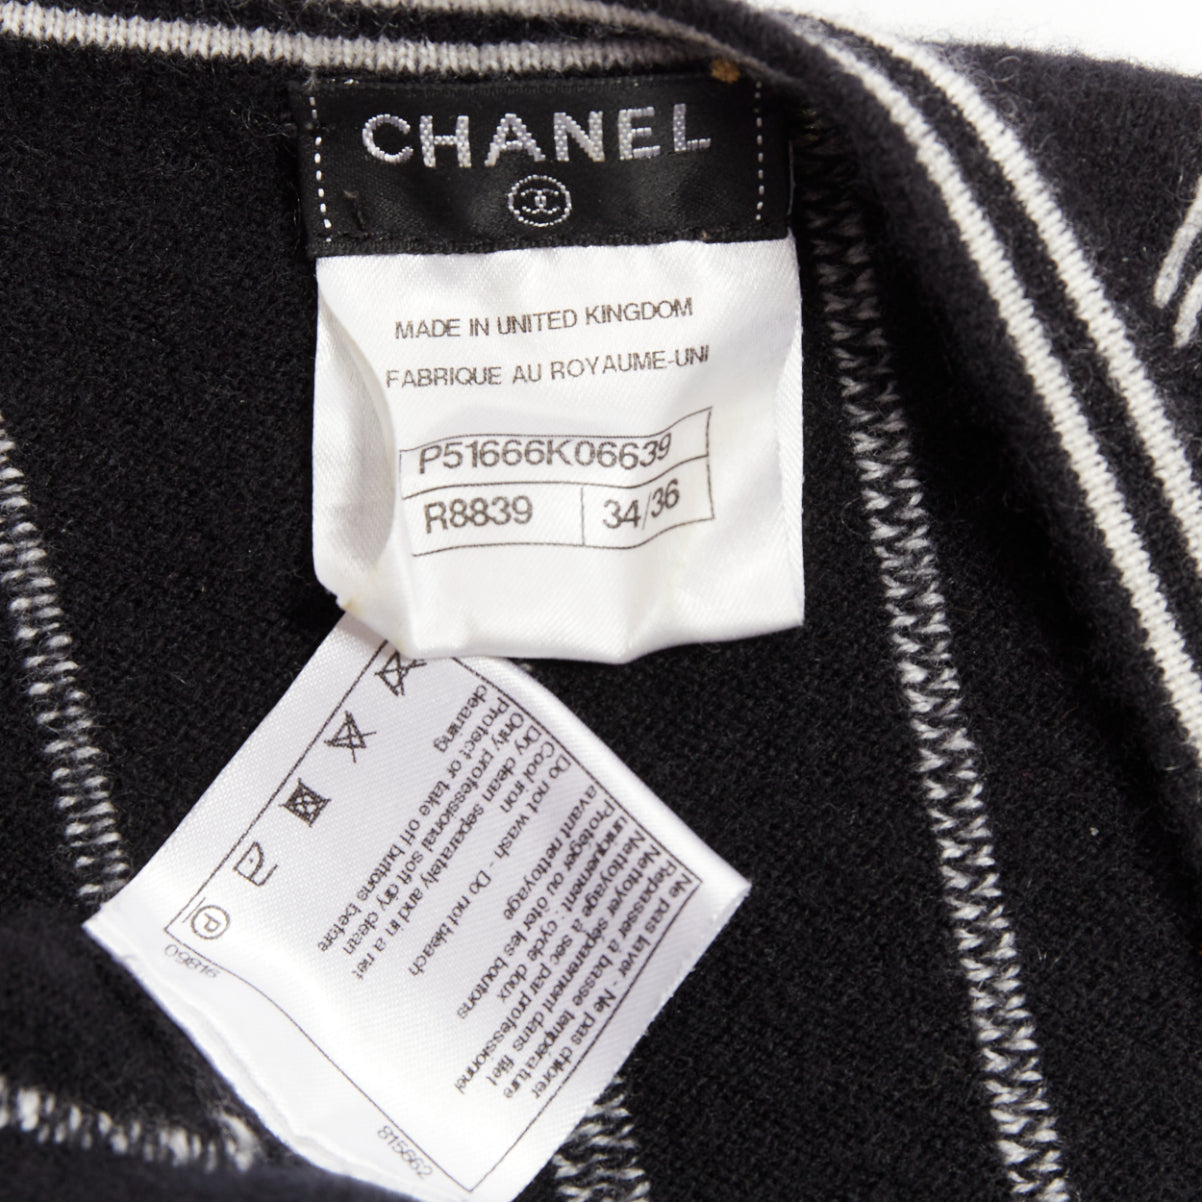 CHANEL
MADE IN UNITED KINGDOM
FABRIQUE AU ROYAUME-UNI
P51666K06639
R8839 34/36
Ne pas laver - Ne pas chlorer
Repasser à basse température
Nettoyer séparément dans filet
Nettoyage à sec par professionnel
uniquement : cycle doux
Protéger ou ôter les boutons
avant nettoyage
Do not wash - Do not bleach
Cool iron
Dry clean separately and in a net
Only professional soft dry clean
Protect or take off buttons before
cleaning
P
09816
815662